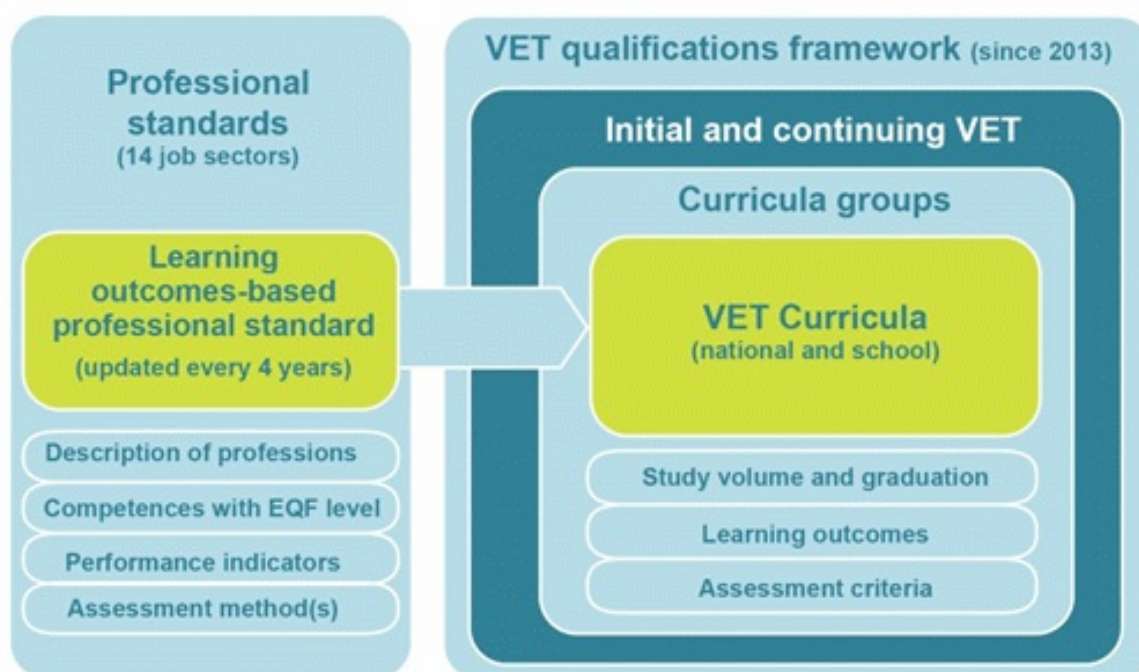 Professional
standards
(14 job sectors)
Learning
outcomes-based
professional standard
(updated every 4 years)
Description of professions
Competences with EQF level
Performance indicators
Assessment method(s)
VET qualifications framework (since 2013)
Initial and continuing VET
Curricula groups
VET Curricula
(national and school)
Study volume and graduation
Learning outcomes
Assessment criteria